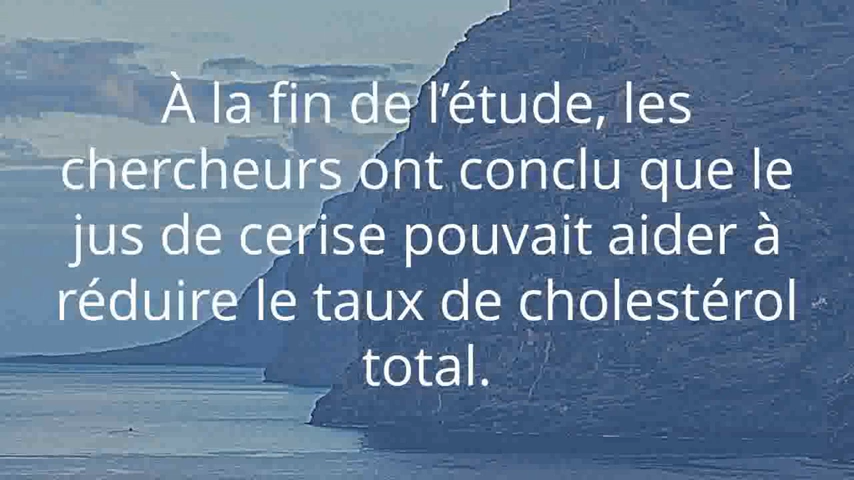 À la fin de l’étude, les
chercheurs ont conclu que le
jus de cerise pouvait aider à
réduire le taux de cholestérol
total.